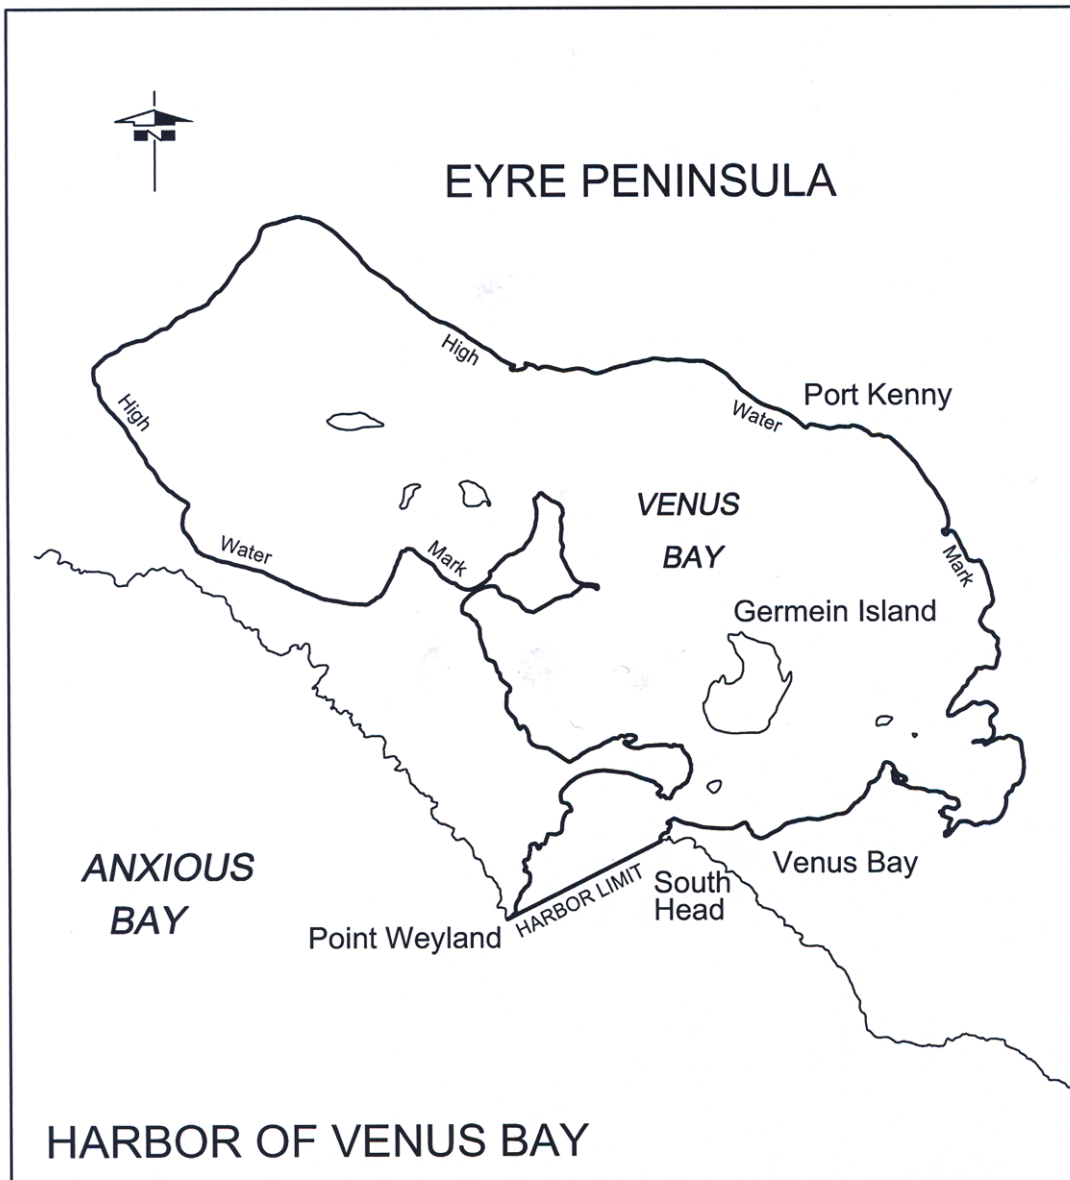 N
EYRE PENINSULA
High
High
Water
Port Kenny
VENUS
BAY
Water
Mark
Mark
Germein Island
ANXIOUS
BAY
Point Weyland
HARBOR LIMIT
South
Head
Venus Bay
HARBOR OF VENUS BAY